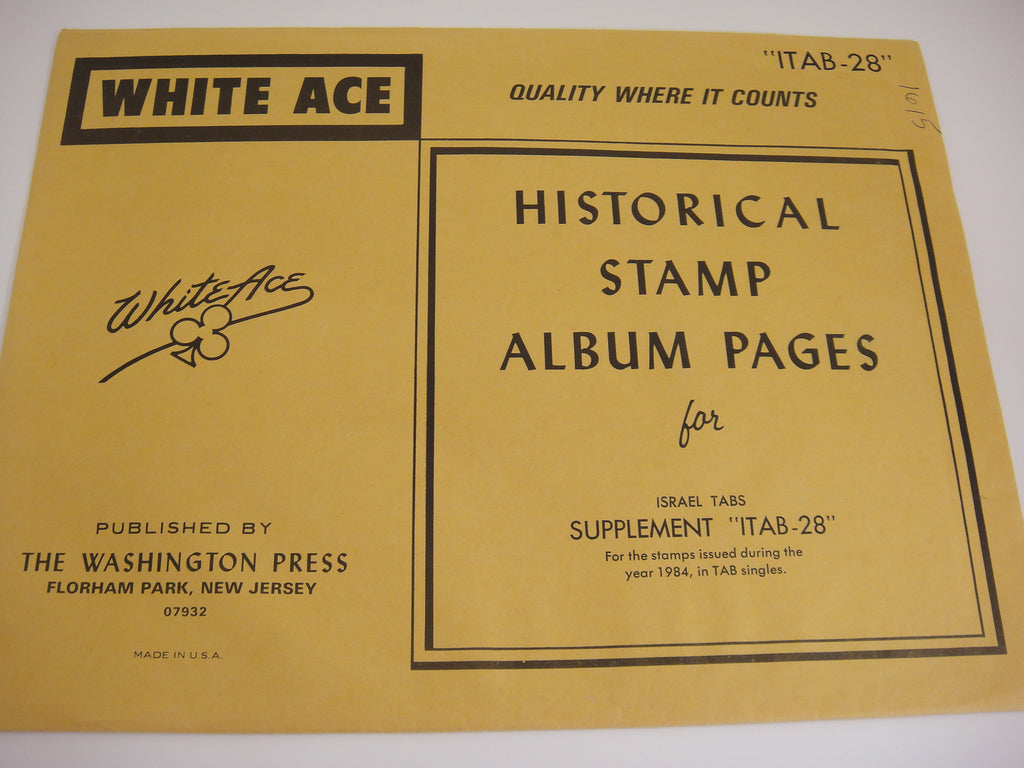 WHITE ACE
"ITAB-28"
QUALITY WHERE IT COUNTS
HISTORICAL
STAMP
ALBUM PAGES
for
ISRAEL TABS
SUPPLEMENT "ITAB-28"
For the stamps issued during the
year 1984, in TAB singles.
White Ace
PUBLISHED BY
THE WASHINGTON PRESS
FLORHAM PARK, NEW JERSEY
07932
MADE IN U.S.A.